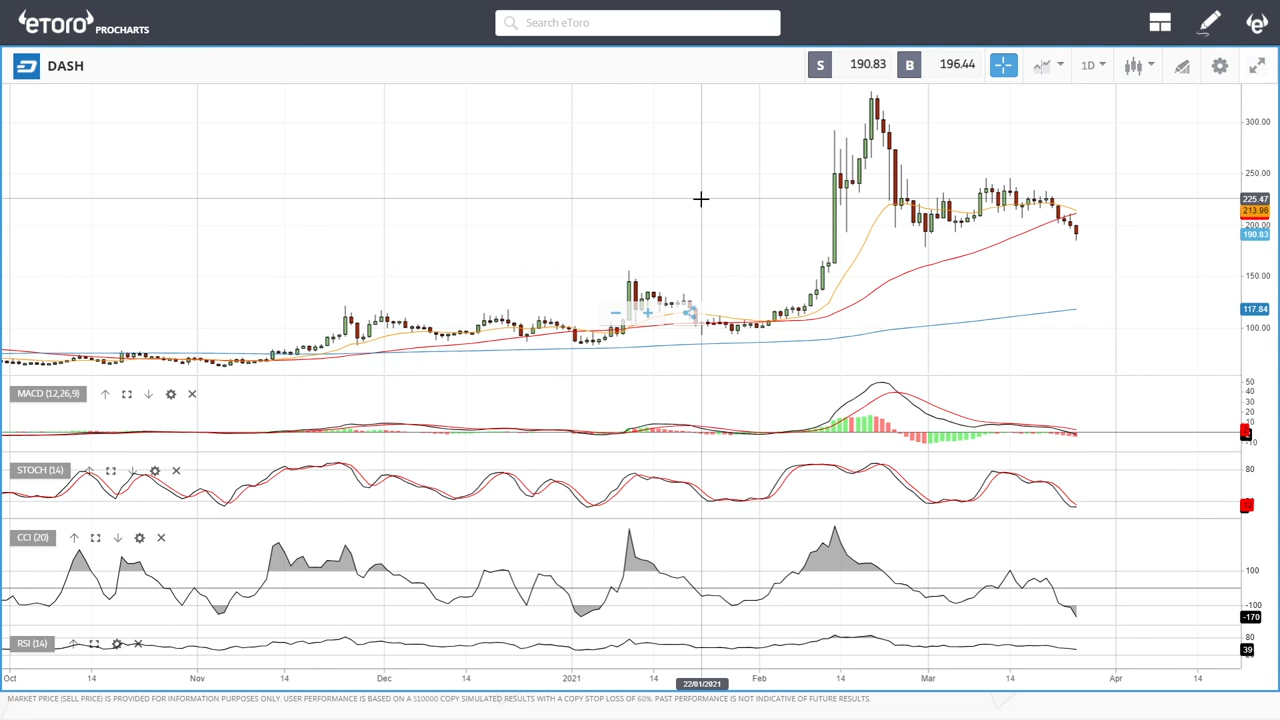 eToro PROCHARTS
Search eToro
DASH
S 190.83 B 196.44
1D
300.00
250.00
225.47
213.96
200.00
190.83
150.00
117.84
100.00
MACD (12,26,9)
50
40
30
20
10
-10
STOCH (14)
80
CCI (20)
100
-100
-170
RSI (14)
80
39
Oct 14 Nov 14 Dec 14 2021 14 22/01/2021 Feb 14 Mar 14 Apr 14
MARKET PRICE (SELL PRICE) IS PROVIDED FOR INFORMATION PURPOSES ONLY. USER PERFORMANCE IS BASED ON A $10000 COPY SIMULATED RESULTS WITH A COPY STOP LOSS OF 60%. PAST PERFORMANCE IS NOT INDICATIVE OF FUTURE RESULTS.